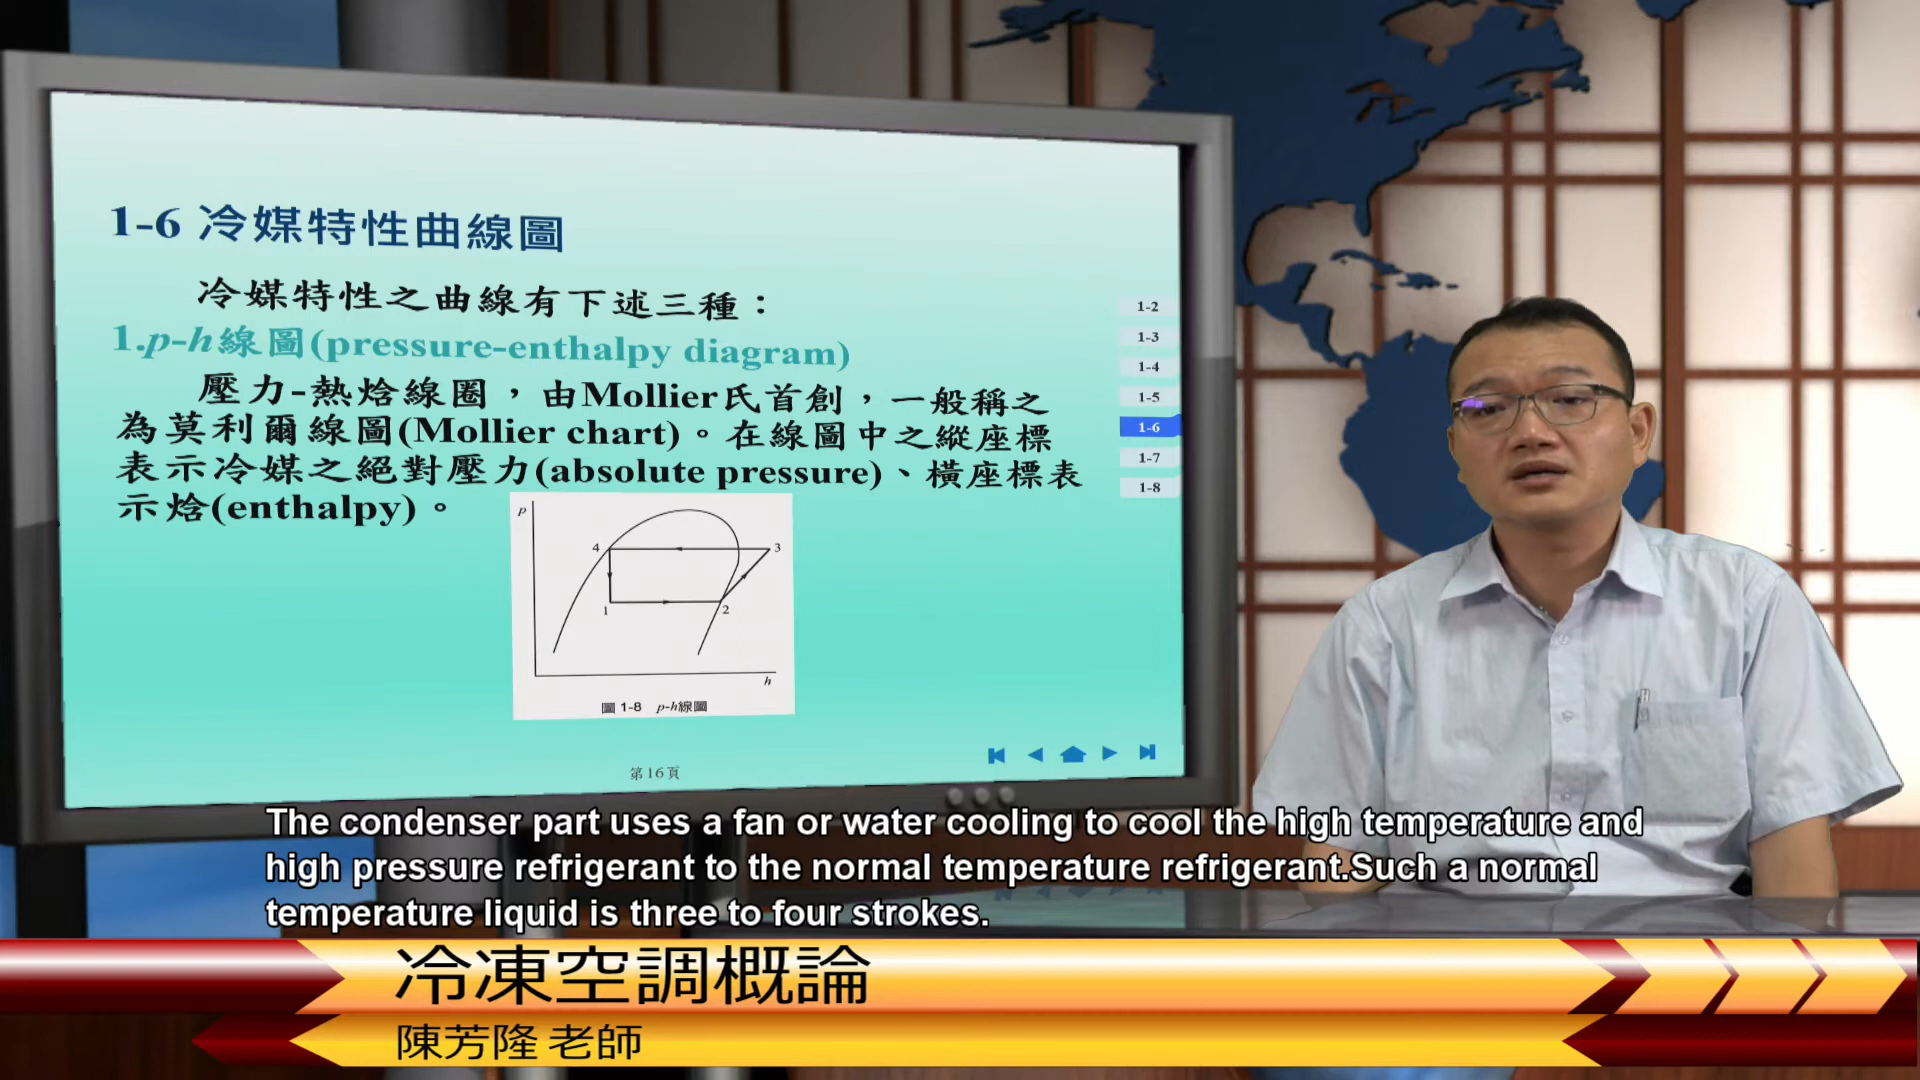 1-6 冷媒特性曲線圖
冷媒特性之曲線有下述三種：
1.p-h線圖(pressure-enthalpy diagram)
壓力-熱焓線圈，由Mollier氏首創，一般稱之
為莫利爾線圖(Mollier chart)。在線圖中之縱座標
表示冷媒之絕對壓力(absolute pressure)、橫座標表
示焓(enthalpy)。
1-2
1-3
1-4
1-5
1-6
1-7
1-8
p
4
3
1
2
h
圖 1-8 p-h線圖
第16頁
The condenser part uses a fan or water cooling to cool the high temperature and
high pressure refrigerant to the normal temperature refrigerant.Such a normal
temperature liquid is three to four strokes.
冷凍空調概論
陳芳隆 老師